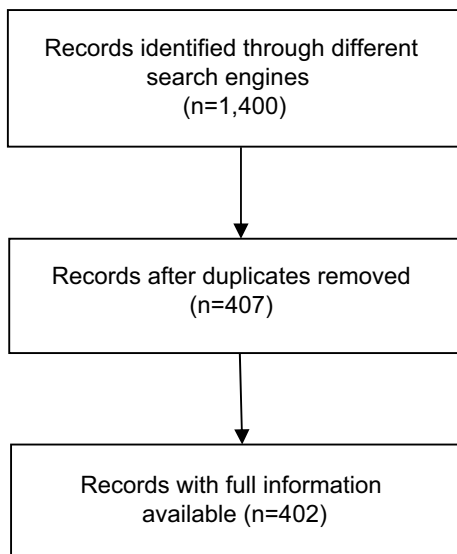 Records identified through different
search engines
(n=1,400)
Records after duplicates removed
(n=407)
Records with full information
available (n=402)